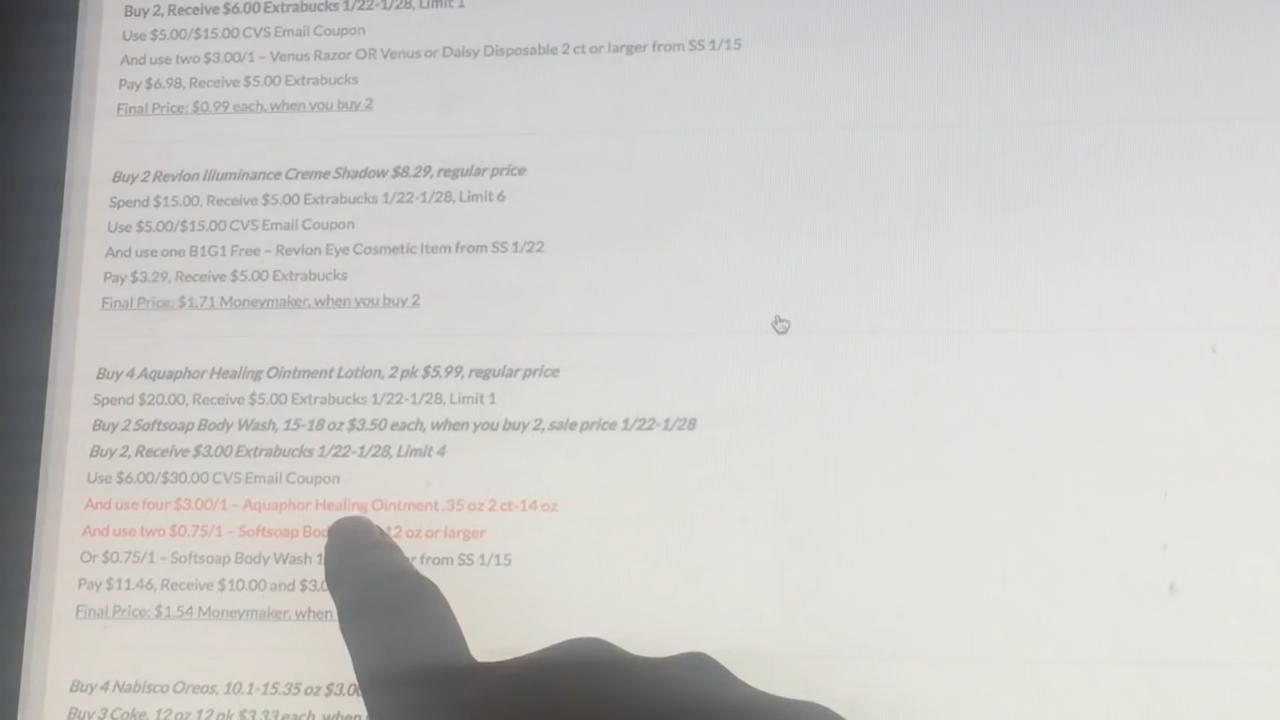 Buy 2, Receive $6.00 Extrabucks 1/22-1/28, Limit 1
Use $5.00/$15.00 CVS Email Coupon
And use two $3.00/1 – Venus Razor OR Venus or Daisy Disposable 2 ct or larger from SS 1/15
Pay $6.98, Receive $5.00 Extrabucks
Final Price: $0.99 each, when you buy 2
Buy 2 Revlon Illuminance Creme Shadow $8.29, regular price
Spend $15.00, Receive $5.00 Extrabucks 1/22-1/28, Limit 6
Use $5.00/$15.00 CVS Email Coupon
And use one B1G1 Free – Revlon Eye Cosmetic Item from SS 1/22
Pay $3.29, Receive $5.00 Extrabucks
Final Price: $1.71 Moneymaker, when you buy 2
Buy 4 Aquaphor Healing Ointment Lotion, 2 pk $5.99, regular price
Spend $20.00, Receive $5.00 Extrabucks 1/22-1/28, Limit 1
Buy 2 Softsoap Body Wash, 15-18 oz $3.50 each, when you buy 2, sale price 1/22-1/28
Buy 2, Receive $3.00 Extrabucks 1/22-1/28, Limit 4
Use $6.00/$30.00 CVS Email Coupon
And use four $3.00/1 – Aquaphor Healing Ointment .35 oz 2 ct-14 oz
And use two $0.75/1 – Softsoap oz or larger
Or $0.75/1 – Softsoap Body Wash from SS 1/15
Pay $11.46, Receive $10.00 and
Final Price: $1.54 Moneymaker, when
Buy 4 Nabisco Oreos, 10.1-15.35 oz
Buy 3 Coke, 12 oz 12 pk $3.33 each, when